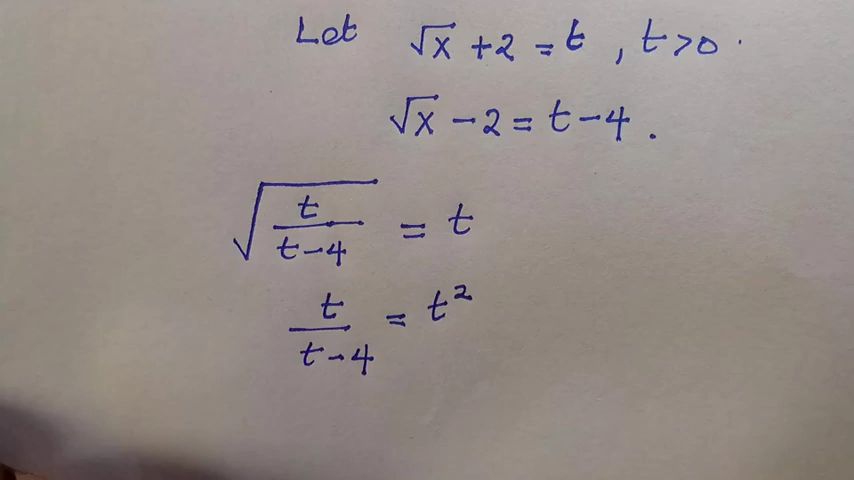 Let √x + 2 = t , t > 0 .
√x − 2 = t − 4 .
√(t/(t−4)) = t
t/(t−4) = t²